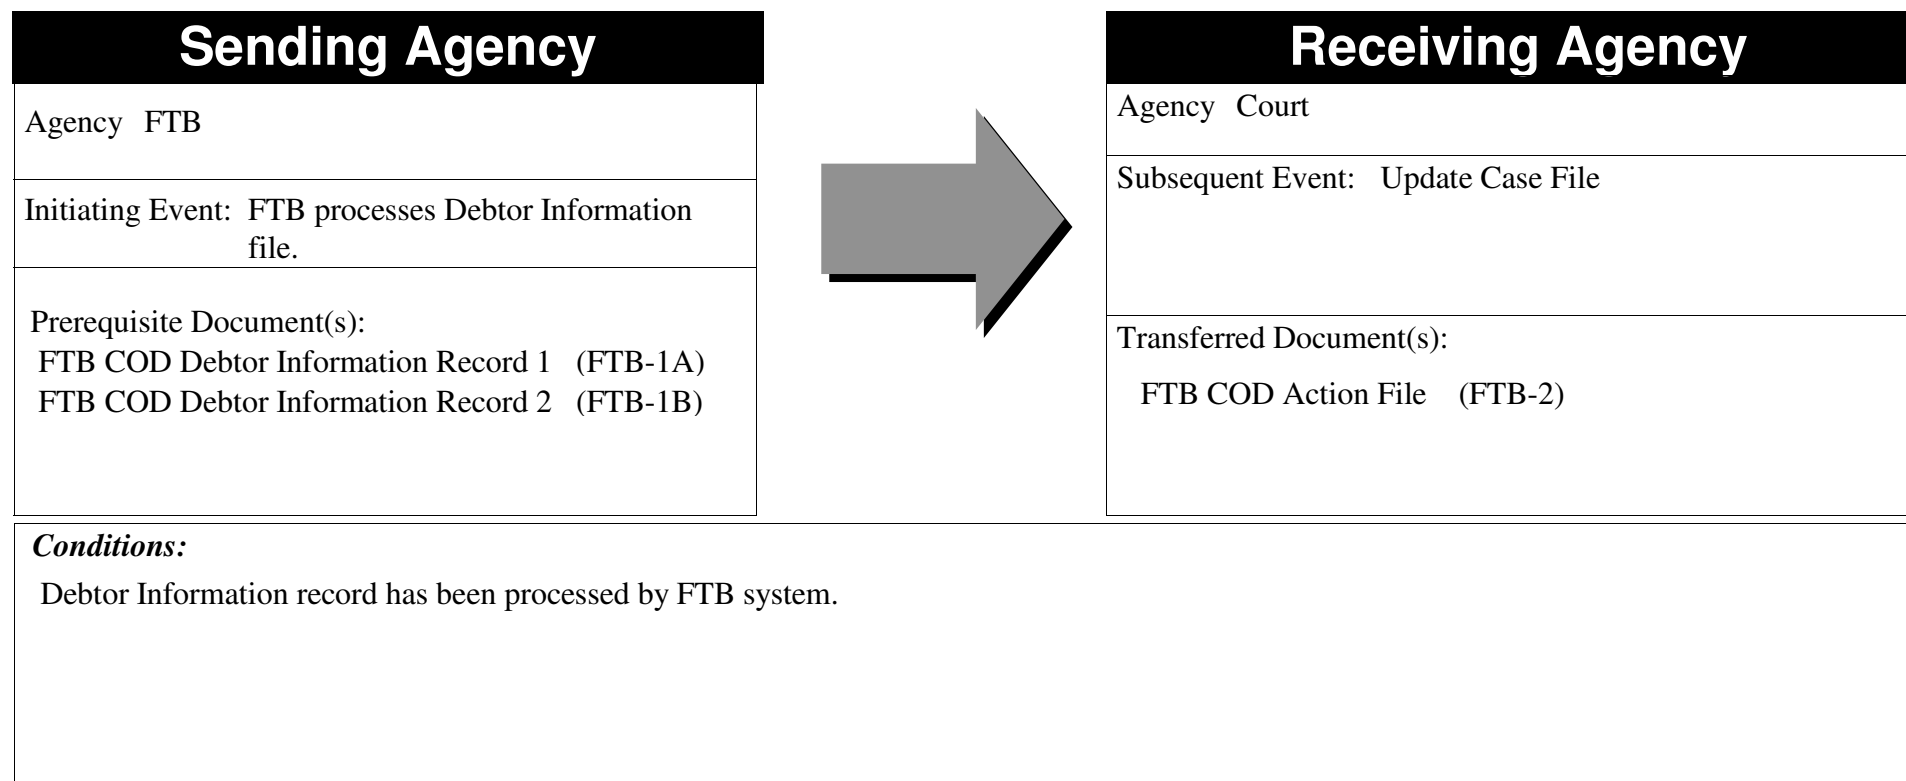 Sending Agency
Agency FTB
Initiating Event: FTB processes Debtor Information
file.
Prerequisite Document(s):
FTB COD Debtor Information Record 1 (FTB-1A)
FTB COD Debtor Information Record 2 (FTB-1B)
Receiving Agency
Agency Court
Subsequent Event: Update Case File
Transferred Document(s):
FTB COD Action File (FTB-2)
Conditions:
Debtor Information record has been processed by FTB system.